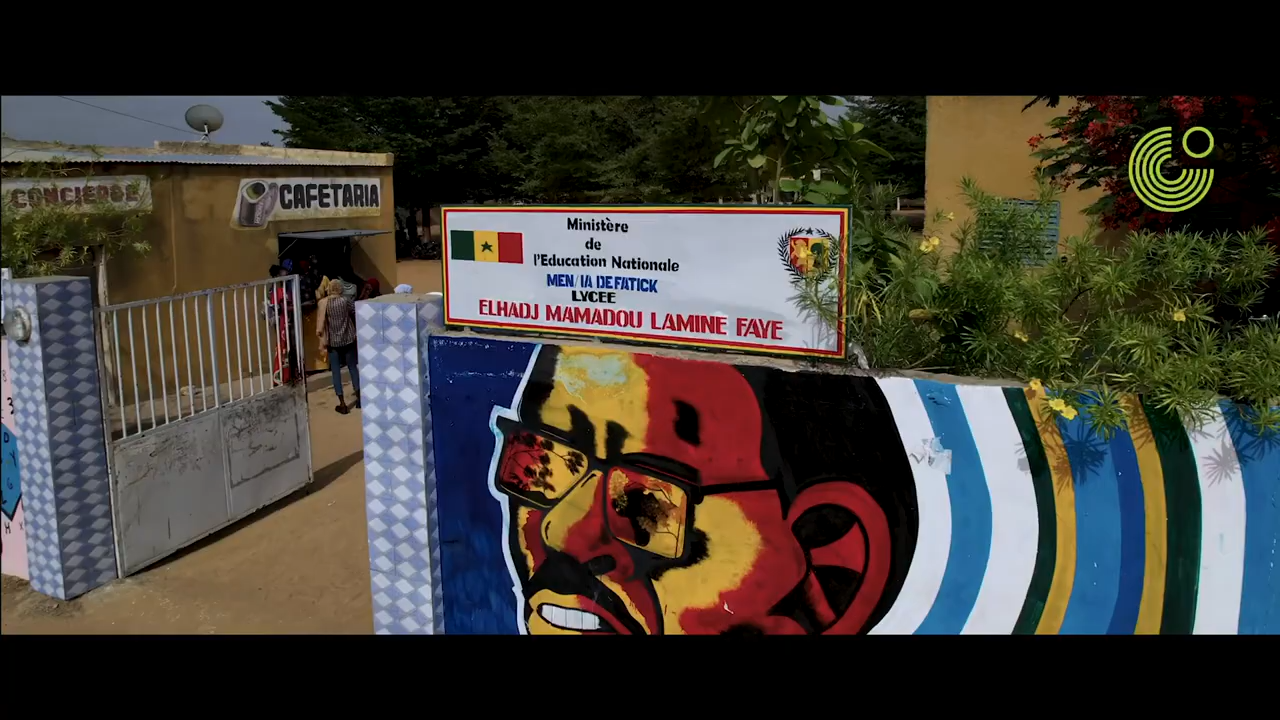 CONCIERGE
CAFETARIA
Ministère
de
l'Education Nationale
MEN/IA DE FATICK
LYCEE
ELHADJ MAMADOU LAMINE FAYE